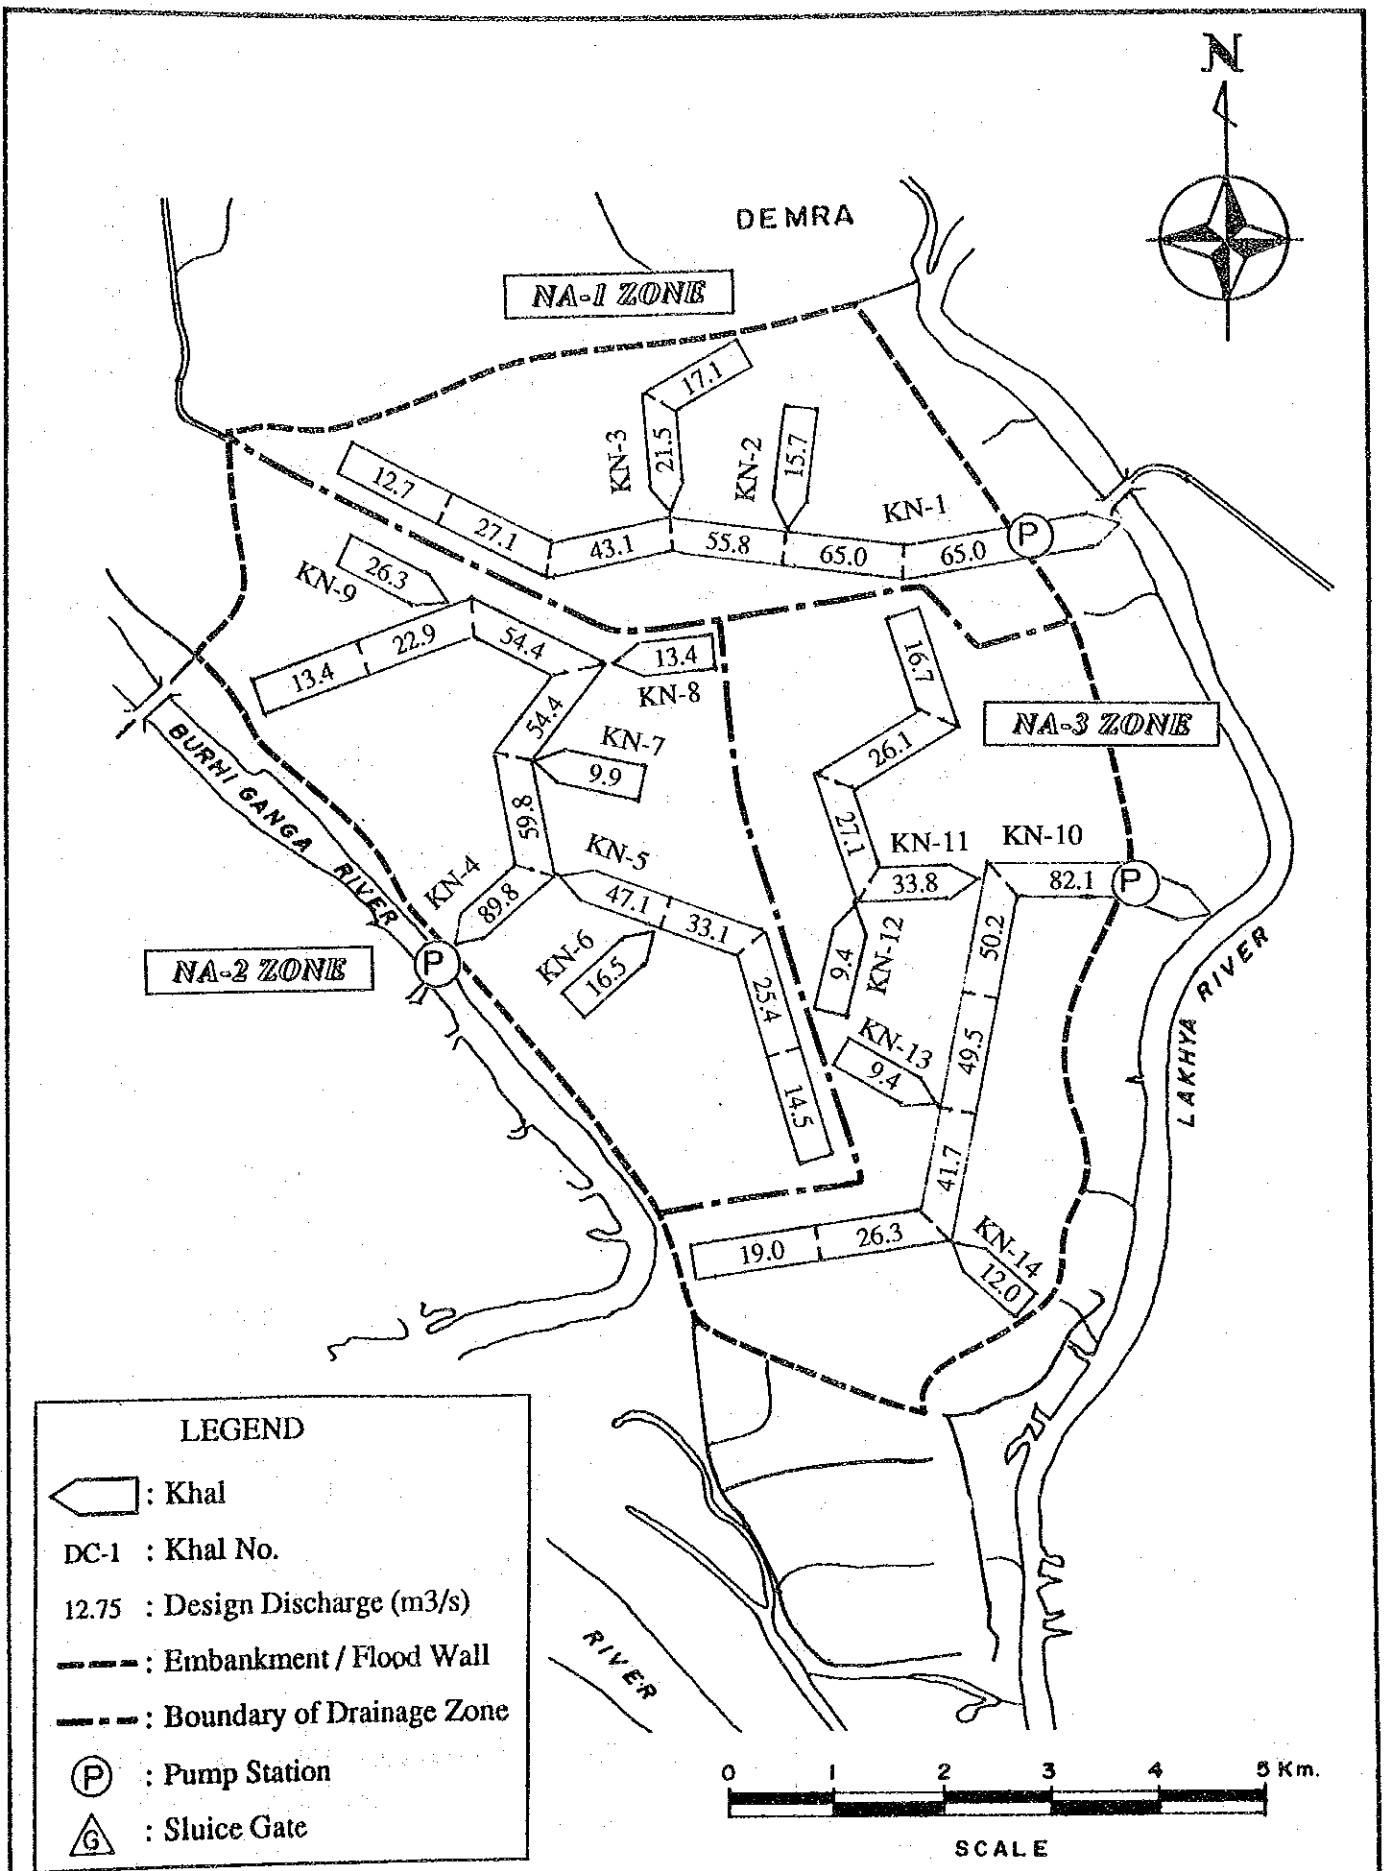 N
DEMRA
NA-1 ZONE
17.1
KN-3
21.5
KN-2
15.7
12.7
27.1
43.1
55.8
65.0
KN-1
65.0
P
26.3
KN-9
13.4
22.9
54.4
13.4
KN-8
54.4
KN-7
9.9
59.8
KN-5
KN-4
89.8
47.1
33.1
KN-6
16.5
25.4
14.5
P
NA-2 ZONE
BURHI GANGA RIVER
16.7
NA-3 ZONE
26.1
27.1
KN-11
33.8
KN-10
82.1
P
50.2
KN-12
9.4
49.5
KN-13
9.4
41.7
19.0
26.3
KN-14
12.0
LAKHYA RIVER
RIVER
LEGEND
: Khal
DC-1 : Khal No.
12.75 : Design Discharge (m3/s)
: Embankment / Flood Wall
: Boundary of Drainage Zone
P : Pump Station
G : Sluice Gate
0 1 2 3 4 5 Km.
SCALE